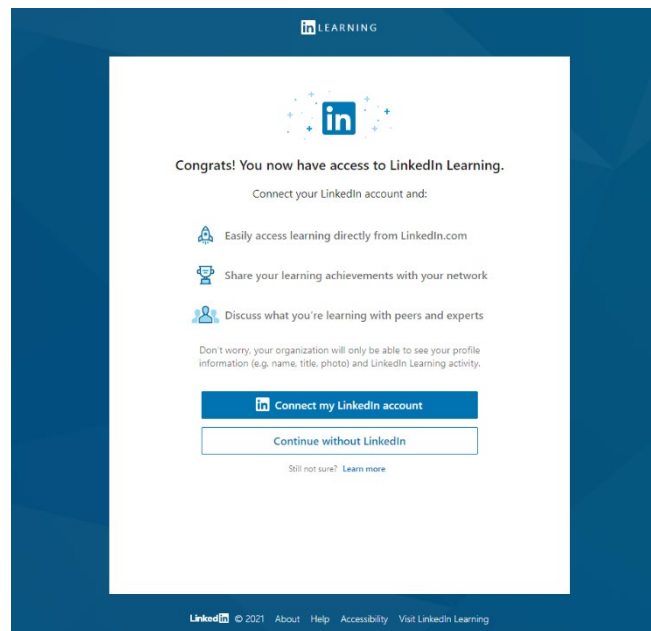 in LEARNING
in
Congrats! You now have access to LinkedIn Learning.
Connect your LinkedIn account and:
Easily access learning directly from LinkedIn.com
Share your learning achievements with your network
Discuss what you're learning with peers and experts
Don't worry, your organization will only be able to see your profile
information (e.g. name, title, photo) and LinkedIn Learning activity.
in Connect my LinkedIn account
Continue without LinkedIn
Still not sure? Learn more
LinkedIn © 2021 About Help Accessibility Visit LinkedIn Learning